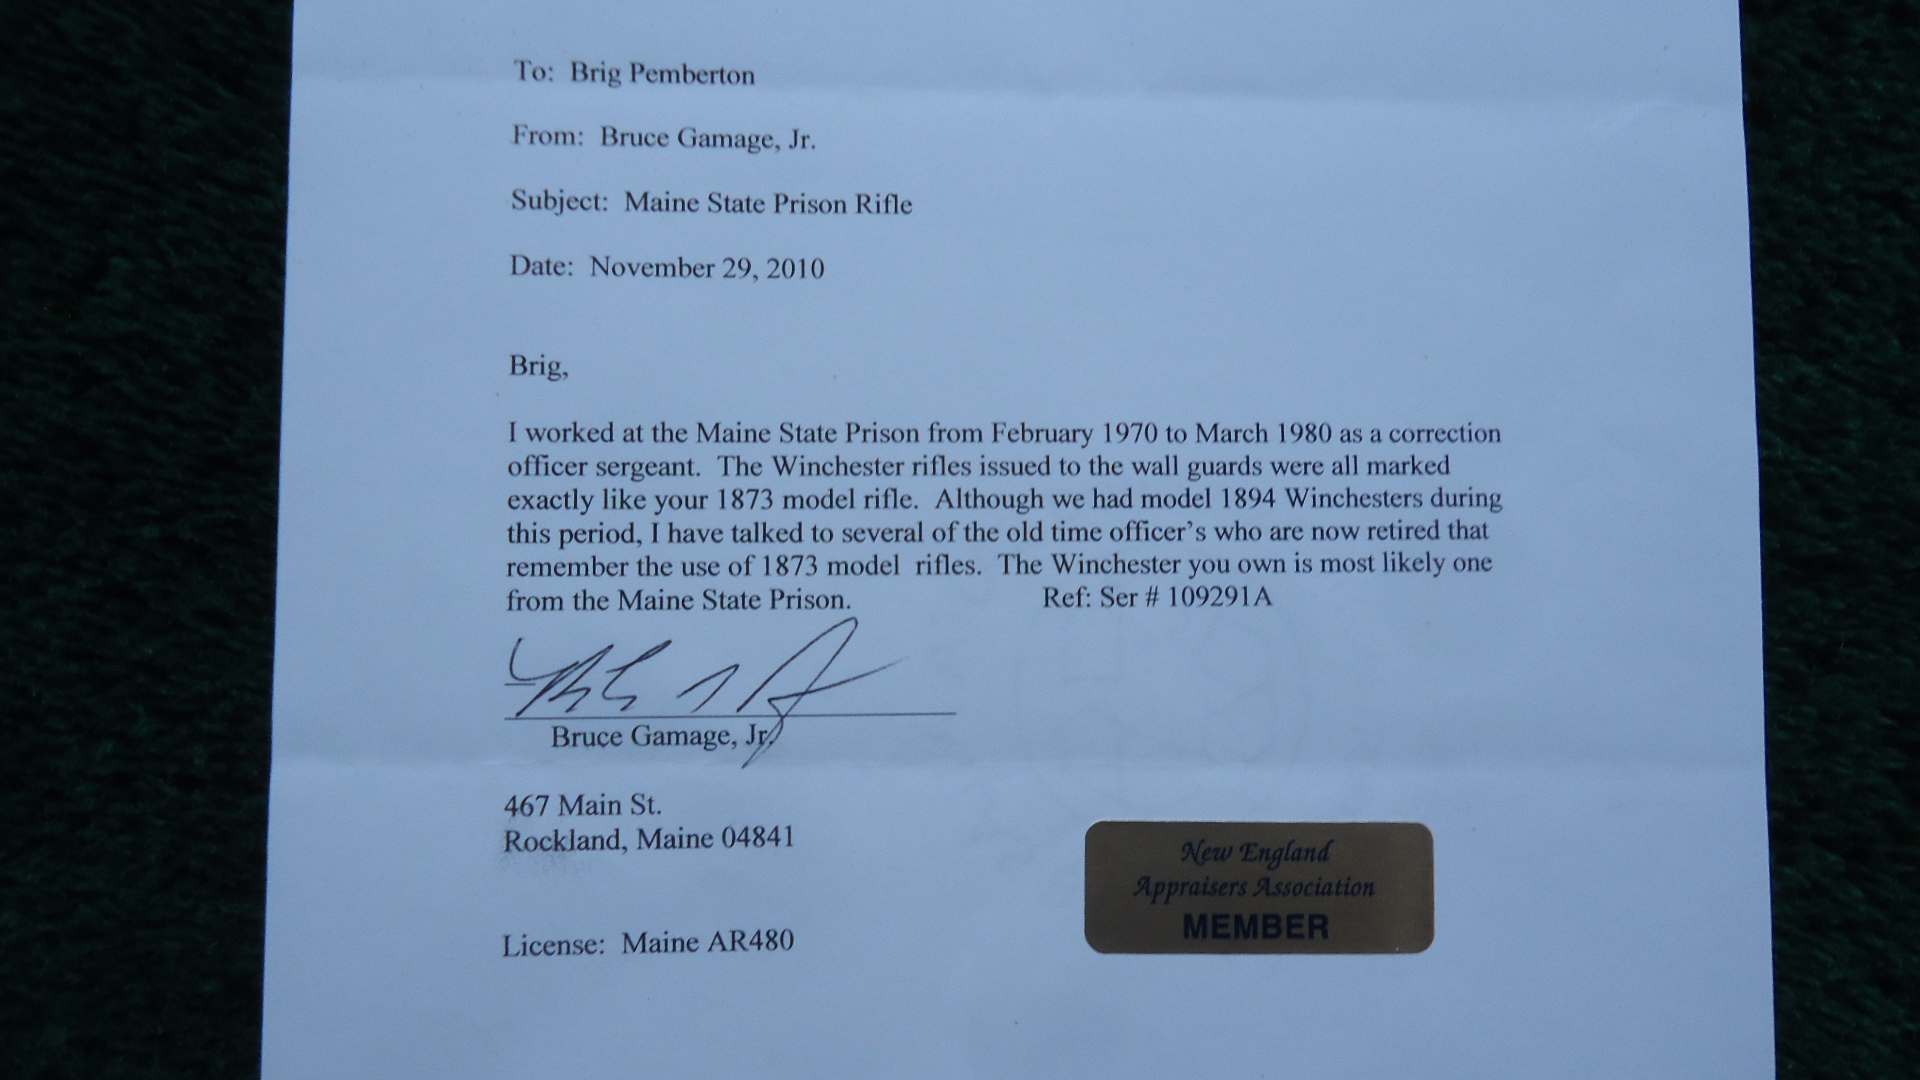 To: Brig Pemberton
From: Bruce Gamage, Jr.
Subject: Maine State Prison Rifle
Date: November 29, 2010
Brig,
I worked at the Maine State Prison from February 1970 to March 1980 as a correction
officer sergeant. The Winchester rifles issued to the wall guards were all marked
exactly like your 1873 model rifle. Although we had model 1894 Winchesters during
this period, I have talked to several of the old time officer's who are now retired that
remember the use of 1873 model rifles. The Winchester you own is most likely one
from the Maine State Prison. Ref: Ser # 109291A
Bruce Gamage, Jr.
467 Main St.
Rockland, Maine 04841
License: Maine AR480
New England
Appraisers Association
MEMBER